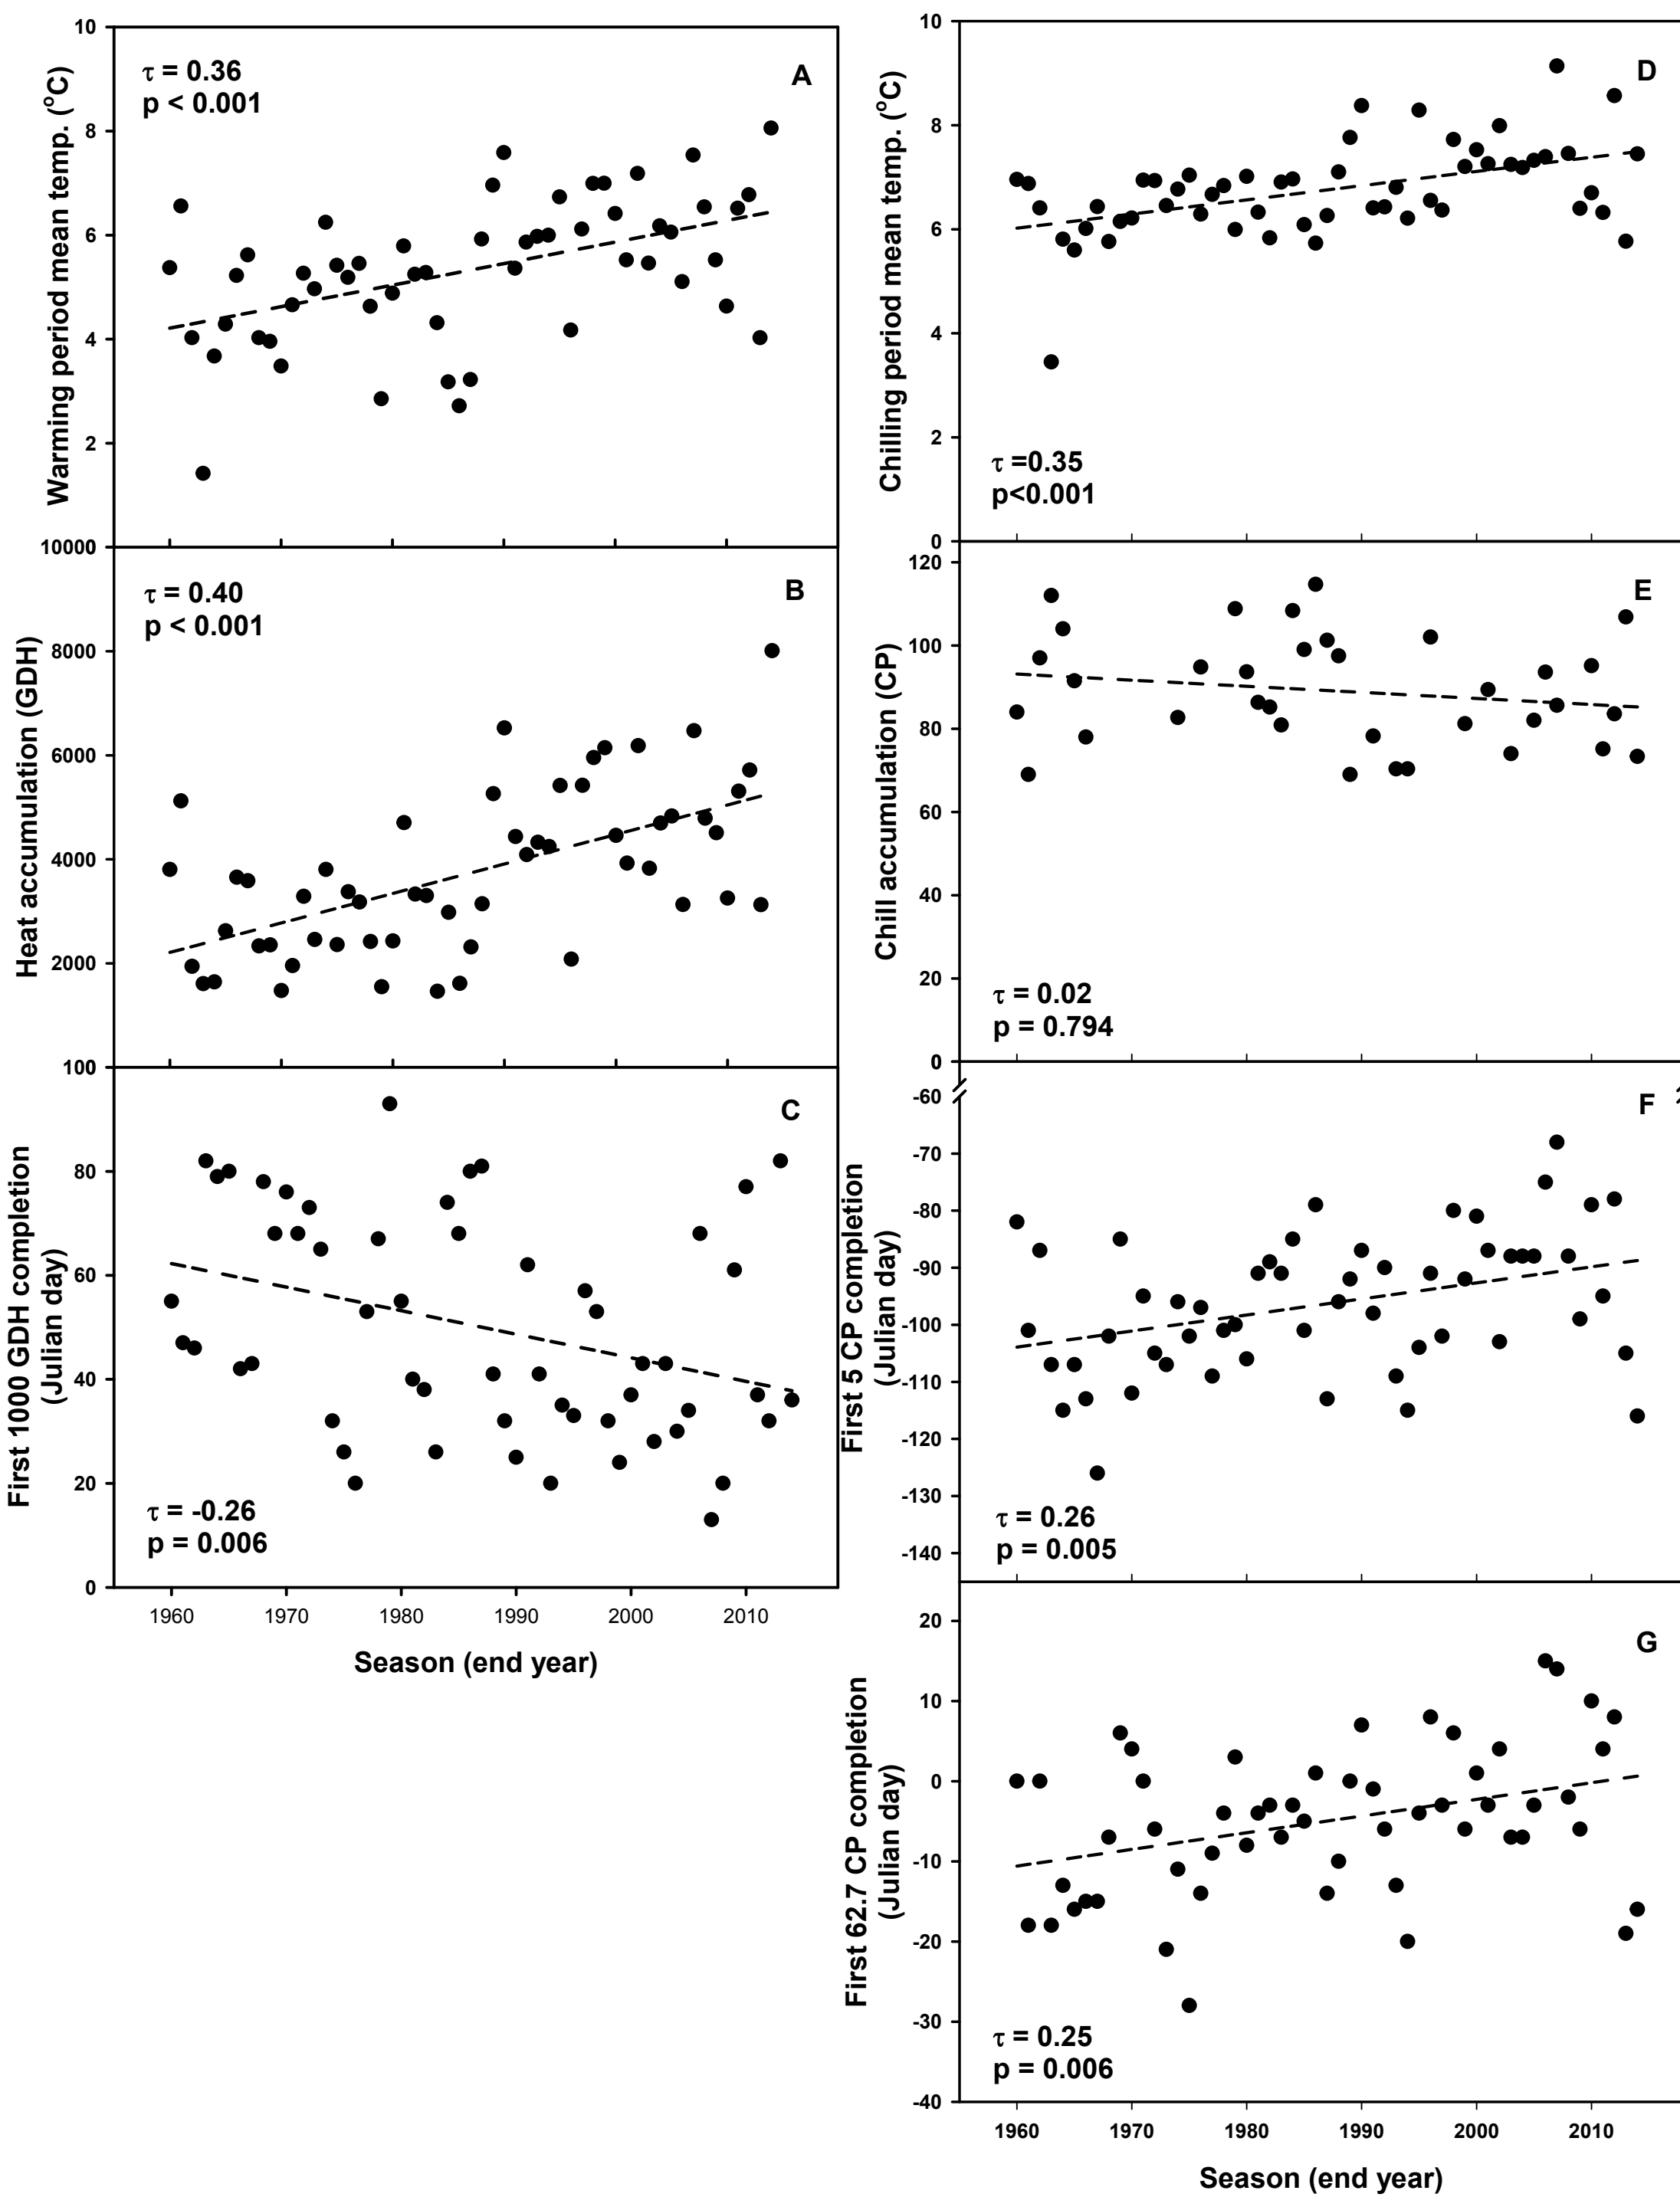 Warming period mean temp. (°C)
10
8
6
4
2
τ = 0.36
p < 0.001
A
Heat accumulation (GDH)
10000
8000
6000
4000
2000
τ = 0.40
p < 0.001
B
First 1000 GDH completion
(Julian day)
100
80
60
40
20
0
C
τ = -0.26
p = 0.006
1960 1970 1980 1990 2000 2010
Season (end year)
Chilling period mean temp. (°C)
10
8
6
4
2
0
D
τ =0.35
p<0.001
Chill accumulation (CP)
120
100
80
60
40
20
0
E
τ = 0.02
p = 0.794
First 5 CP completion
(Julian day)
-60
-70
-80
-90
-100
-110
-120
-130
-140
F
τ = 0.26
p = 0.005
First 62.7 CP completion
(Julian day)
20
10
0
-10
-20
-30
-40
G
τ = 0.25
p = 0.006
1960 1970 1980 1990 2000 2010
Season (end year)